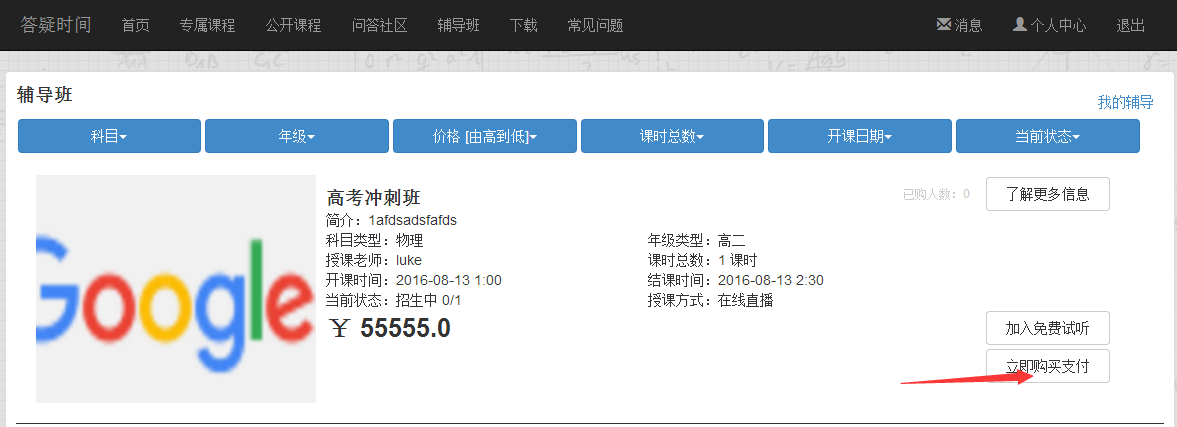 答疑时间 首页 专属课程 公开课程 问答社区 辅导班 下载 常见问题 消息 个人中心 退出
辅导班
我的辅导
科目 年级 价格 [由高到低] 课时总数 开课日期 当前状态
Google
高考冲刺班 已购人数：0 了解更多信息
简介：1afdsadsfafds
科目类型：物理 年级类型：高二
授课老师：luke 课时总数：1 课时
开课时间：2016-08-13 1:00 结课时间：2016-08-13 2:30
当前状态：招生中 0/1 授课方式：在线直播
￥ 55555.0 加入免费试听
立即购买支付